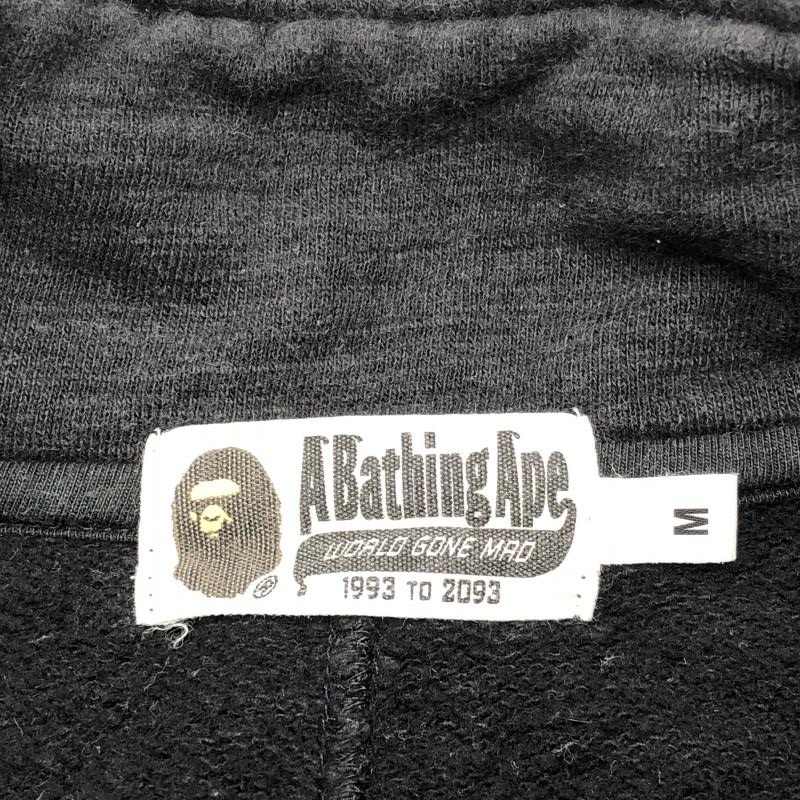 A Bathing Ape
WORLD GONE MAD
1993 TO 2093
®
M